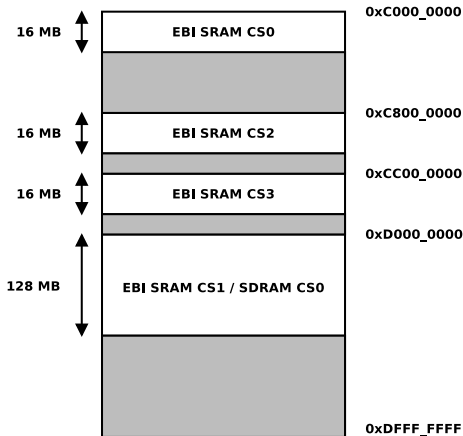 0xC000_0000
16 MB
EBI SRAM CS0
0xC800_0000
16 MB
EBI SRAM CS2
0xCC00_0000
16 MB
EBI SRAM CS3
0xD000_0000
128 MB
EBI SRAM CS1 / SDRAM CS0
0xDFFF_FFFF